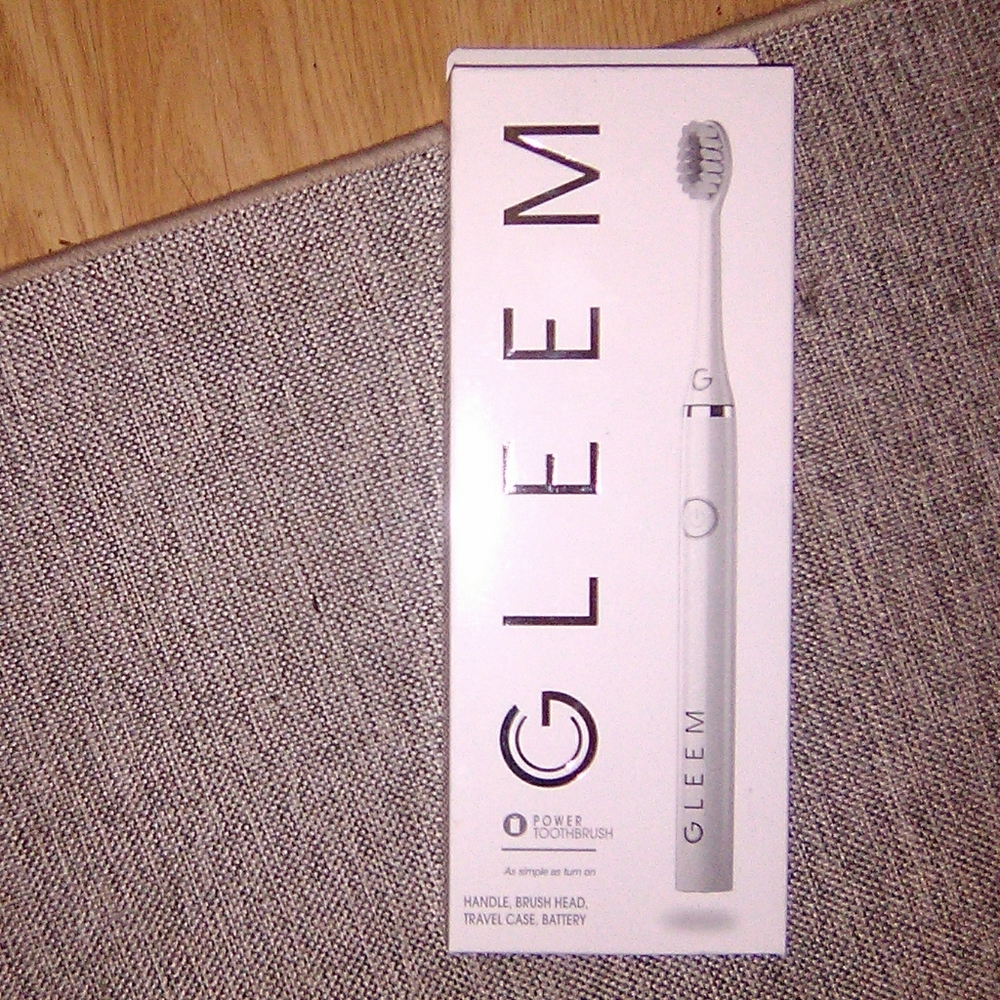 GLEEM
G
GLEEM
POWER
TOOTHBRUSH
As simple as turn on
HANDLE, BRUSH HEAD,
TRAVEL CASE, BATTERY